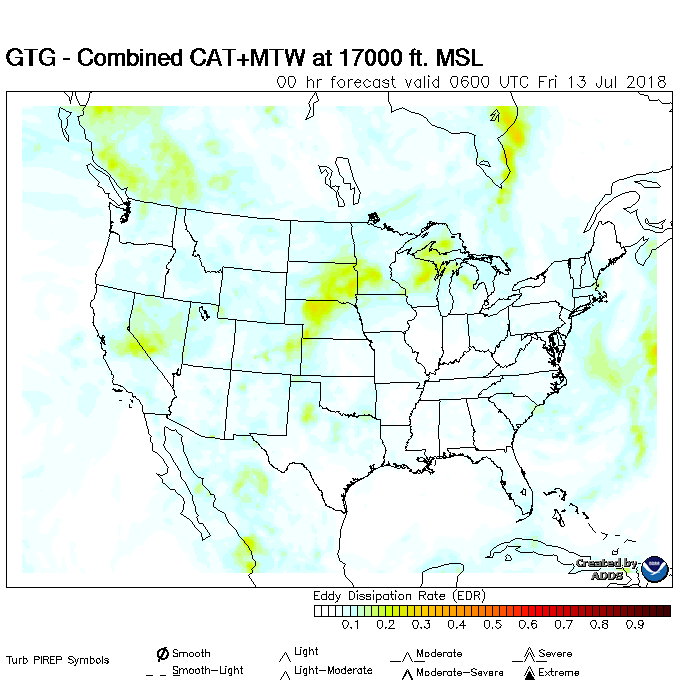 GTG - Combined CAT+MTW at 17000 ft. MSL
00 hr forecast valid 0600 UTC Fri 13 Jul 2018
Created by
ADDS
Eddy Dissipation Rate (EDR)
0.1 0.2 0.3 0.4 0.5 0.6 0.7 0.8 0.9
Turb PIREP Symbols
Smooth Light Moderate Severe
Smooth-Light Light-Moderate Moderate-Severe Extreme